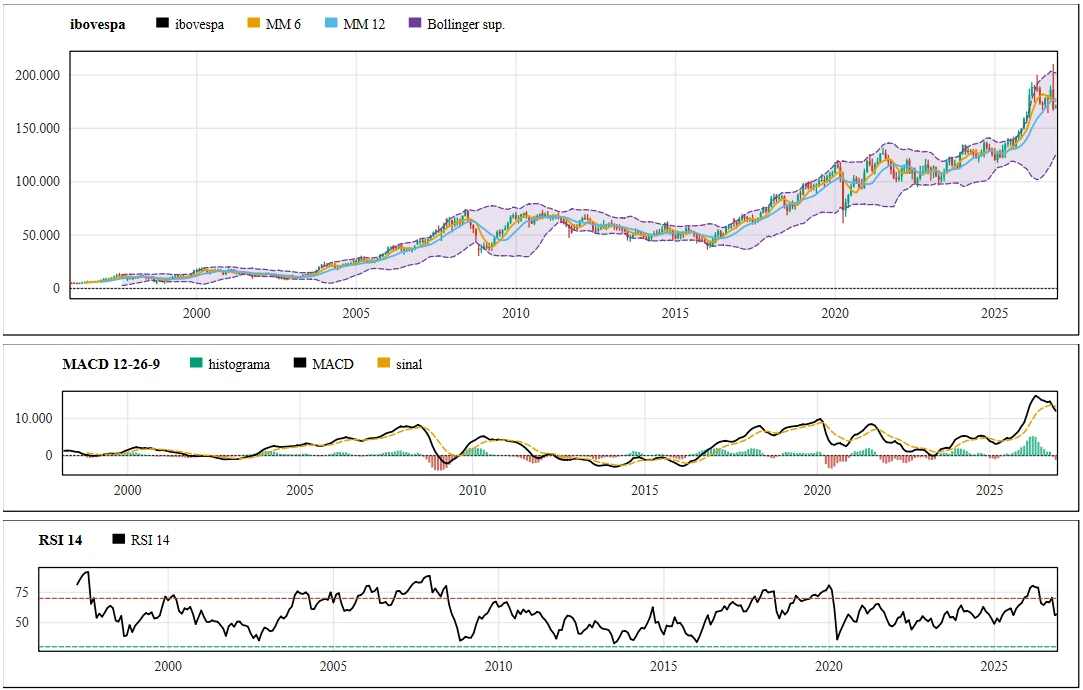 ibovespa ibovespa MM 6 MM 12 Bollinger sup.
200.000
150.000
100.000
50.000
0
2000 2005 2010 2015 2020 2025
MACD 12-26-9 histograma MACD sinal
10.000
0
2000 2005 2010 2015 2020 2025
RSI 14 RSI 14
75
50
2000 2005 2010 2015 2020 2025